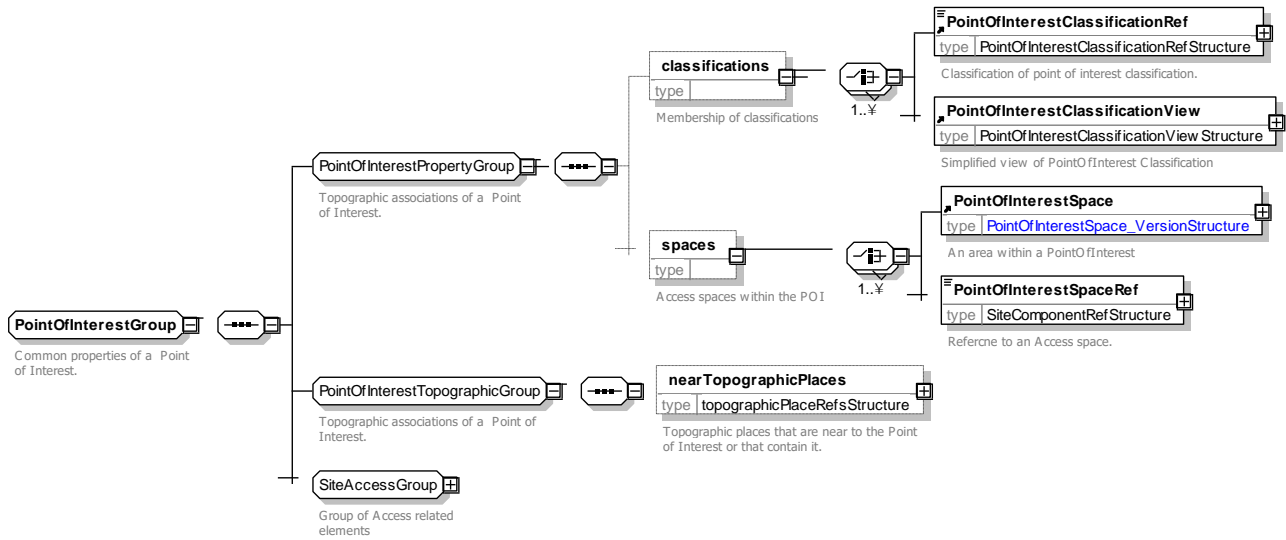 PointOfInterestClassificationRef
type PointOfInterestClassificationRefStructure
Classification of point of interest classification.
classifications
type
Membership of classifications
1..¥
PointOfInterestClassificationView
type PointOfInterestClassificationViewStructure
Simplified view of PointOfInterest Classification
PointOfInterestPropertyGroup
Topographic associations of a Point
of Interest.
PointOfInterestSpace
type PointOfInterestSpace_VersionStructure
An area within a PointOfInterest
spaces
type
Access spaces within the POI
1..¥
PointOfInterestSpaceRef
type SiteComponentRefStructure
Refercne to an Access space.
PointOfInterestGroup
Common properties of a Point
of Interest.
PointOfInterestTopographicGroup
Topographic associations of a Point of
Interest.
nearTopographicPlaces
type topographicPlaceRefsStructure
Topographic places that are near to the Point
of Interest or that contain it.
SiteAccessGroup
Group of Access related
elements